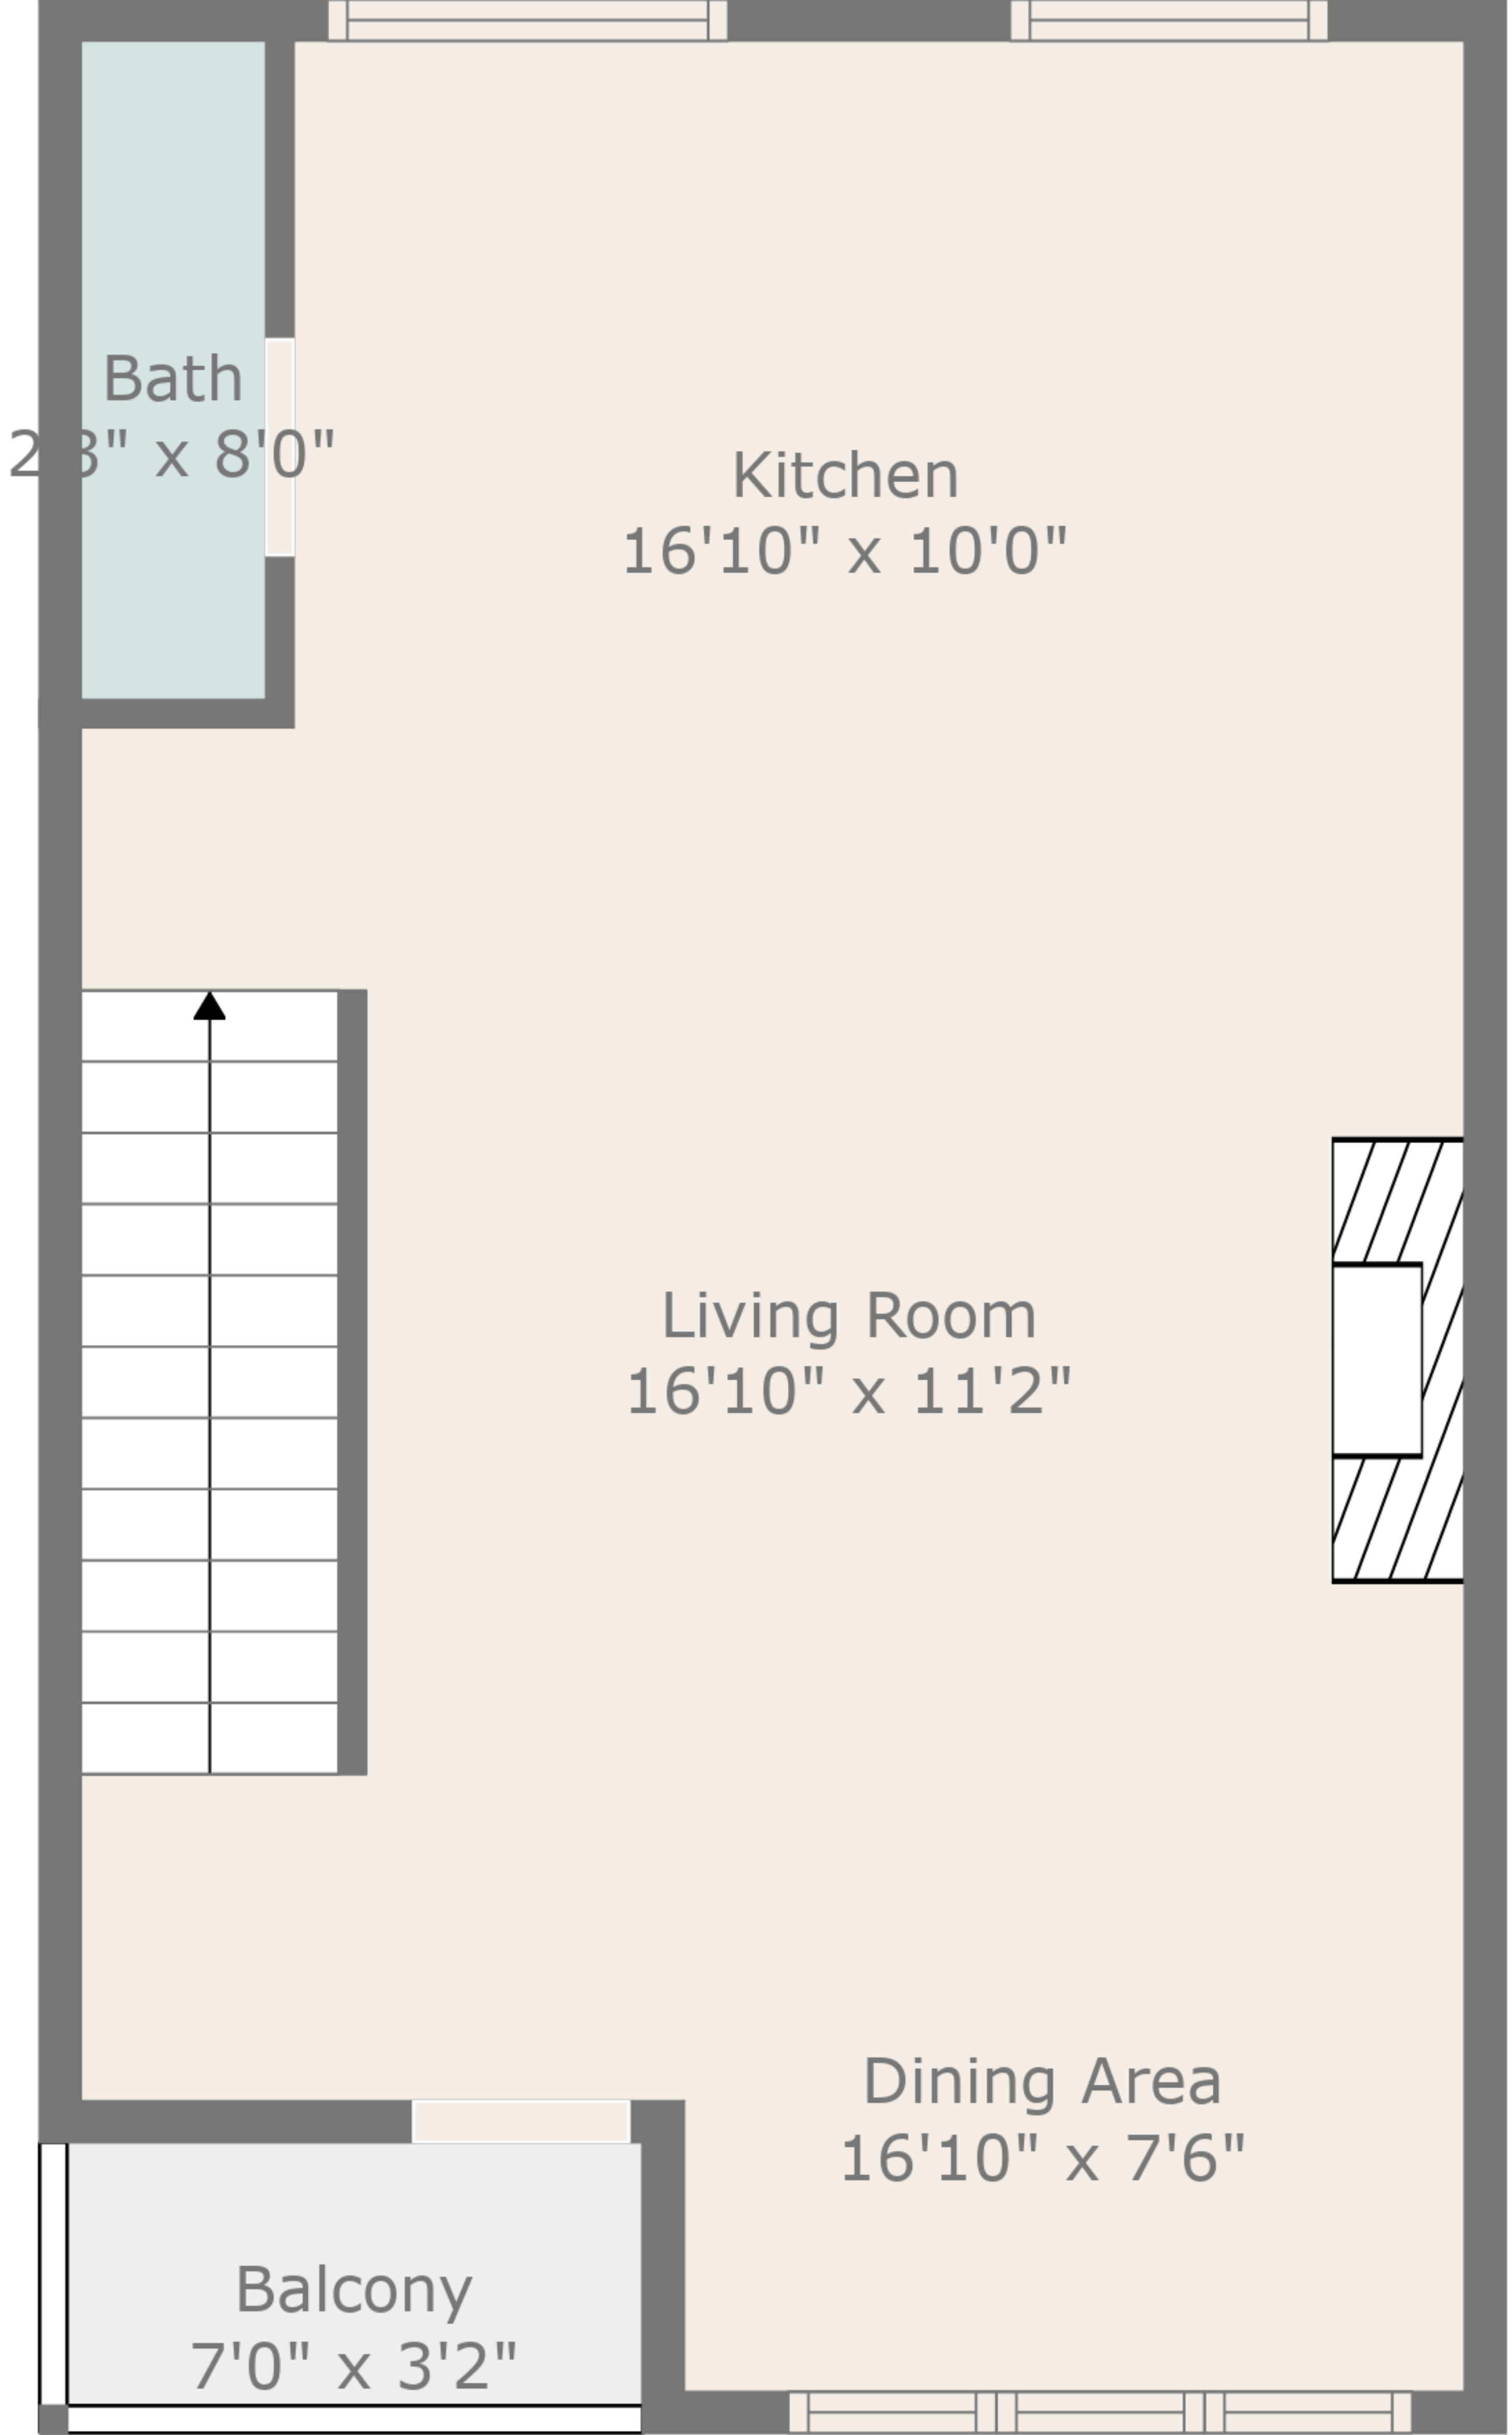 Bath
2'3" x 8'0"
Kitchen
16'10" x 10'0"
Living Room
16'10" x 11'2"
Dining Area
16'10" x 7'6"
Balcony
7'0" x 3'2"